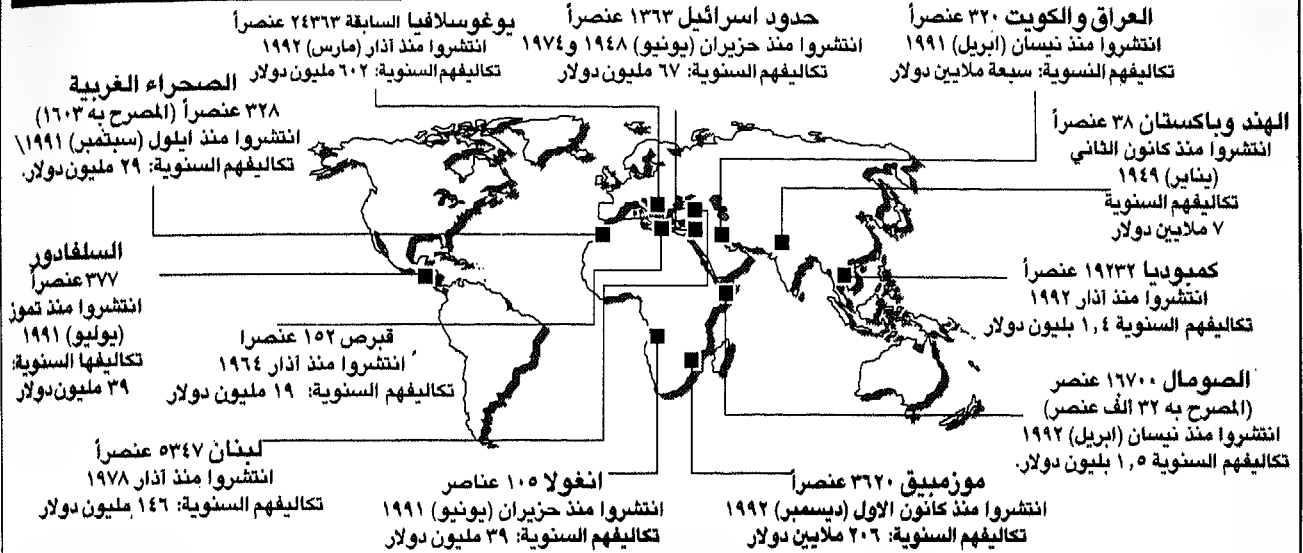 العراق والكويت ٣٢٠ عنصراً
انتشروا منذ نيسان (ابريل) ١٩٩١
تكاليفهم النسوية: سبعة ملايين دولار
حدود اسرائيل ١٣٦٣ عنصراً
انتشروا منذ حزيران (يونيو) ١٩٤٨ و١٩٧٤
تكاليفهم السنوية: ٦٧ مليون دولار
يوغوسلافيا السابقة ٢٤٣٦٣ عنصراً
انتشروا منذ آذار (مارس) ١٩٩٢
تكاليفهم السنوية: ٦٠٢ مليون دولار
الصحراء الغربية
٣٢٨ عنصراً (المصرح به ١٦٠٣)
انتشروا منذ ايلول (سبتمبر) ١٩٩١\
تكاليفهم السنوية: ٢٩ مليون دولار.
الهند وباكستان ٣٨ عنصراً
انتشروا منذ كانون الثاني
(يناير) ١٩٤٩
تكاليفهم السنوية
٧ ملايين دولار
السلفادور
٣٧٧ عنصراً
انتشروا منذ تموز
(يوليو) ١٩٩١
تكاليفها السنوية:
٣٩ مليون دولار
كمبوديا ١٩٢٣٢ عنصراً
انتشروا منذ آذار ١٩٩٢
تكاليفهم السنوية ١,٤ بليون دولار
قبرص ١٥٢ عنصرا
انتشروا منذ آذار ١٩٦٤
تكاليفهم السنوية: ١٩ مليون دولار
الصومال ١٦٧٠٠ عنصر
(المصرح به ٣٢ الف عنصر)
انتشروا منذ نيسان (ابريل) ١٩٩٢
تكاليفهم السنوية ١,٥ بليون دولار.
لبنان ٥٣٤٧ عنصراً
انتشروا منذ آذار ١٩٧٨
تكاليفهم السنوية: ١٤٦ مليون دولار
انغولا ١٠٥ عناصر
انتشروا منذ حزيران (يونيو) ١٩٩١
تكاليفهم السنوية: ٣٩ مليون دولار
موزمبيق ٣٦٢٠ عنصراً
انتشروا منذ كانون الاول (ديسمبر) ١٩٩٢
تكاليفهم السنوية: ٢٠٦ ملايين دولار